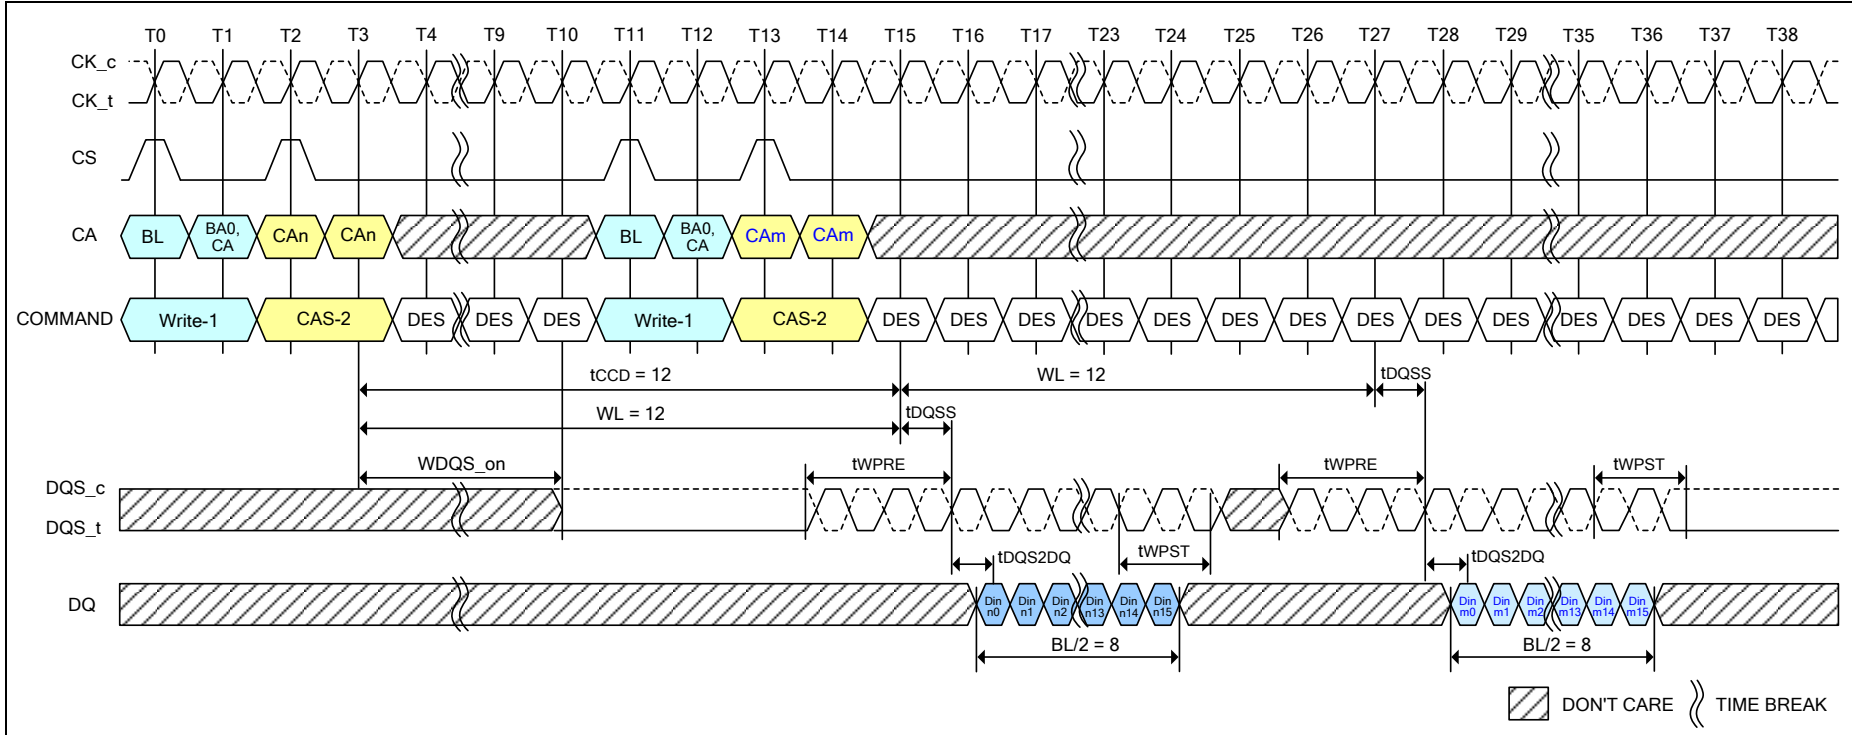 T0 T1 T2 T3 T4 T9 T10 T11 T12 T13 T14 T15 T16 T17 T23 T24 T25 T26 T27 T28 T29 T35 T36 T37 T38
CK_c
CK_t
CS
CA BL BA0, CA CAn CAn BL BA0, CA CAm CAm
COMMAND Write-1 CAS-2 DES DES DES Write-1 CAS-2 DES DES DES DES DES DES DES DES DES DES DES DES DES DES
tCCD = 12 WL = 12 tDQSS
WL = 12 tDQSS
WDQS_on tWPRE tWPRE tWPST
DQS_c
DQS_t
tDQS2DQ tWPST tDQS2DQ
DQ Din n0 Din n1 Din n2 Din n13 Din n14 Din n15 Din m0 Din m1 Din m2 Din m13 Din m14 Din m15
BL/2 = 8 BL/2 = 8
DON'T CARE TIME BREAK